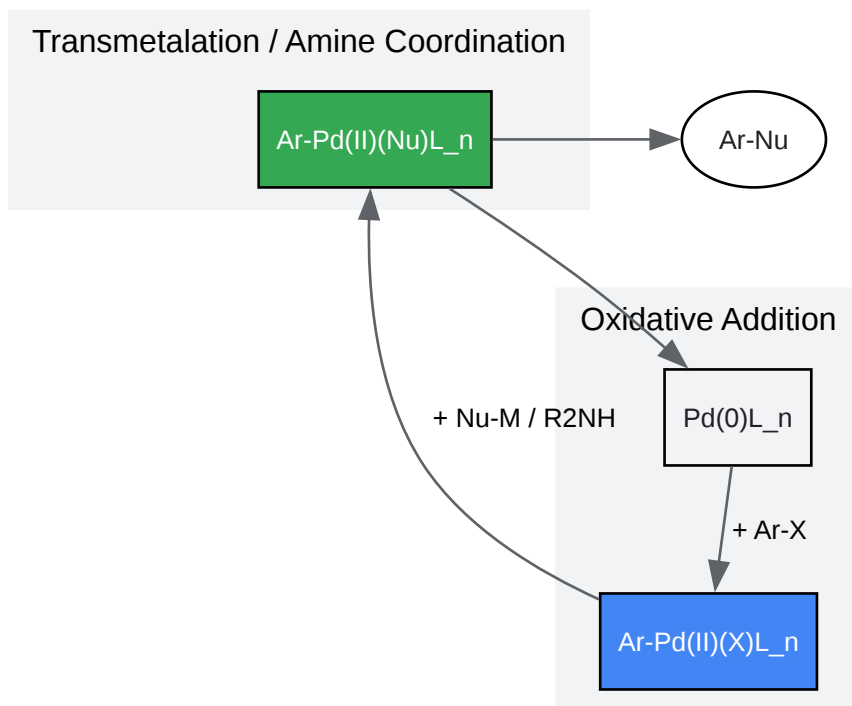 Transmetalation / Amine Coordination
Ar-Pd(II)(Nu)L_n
Ar-Nu
Oxidative Addition
Pd(0)L_n
+ Nu-M / R2NH
+ Ar-X
Ar-Pd(II)(X)L_n